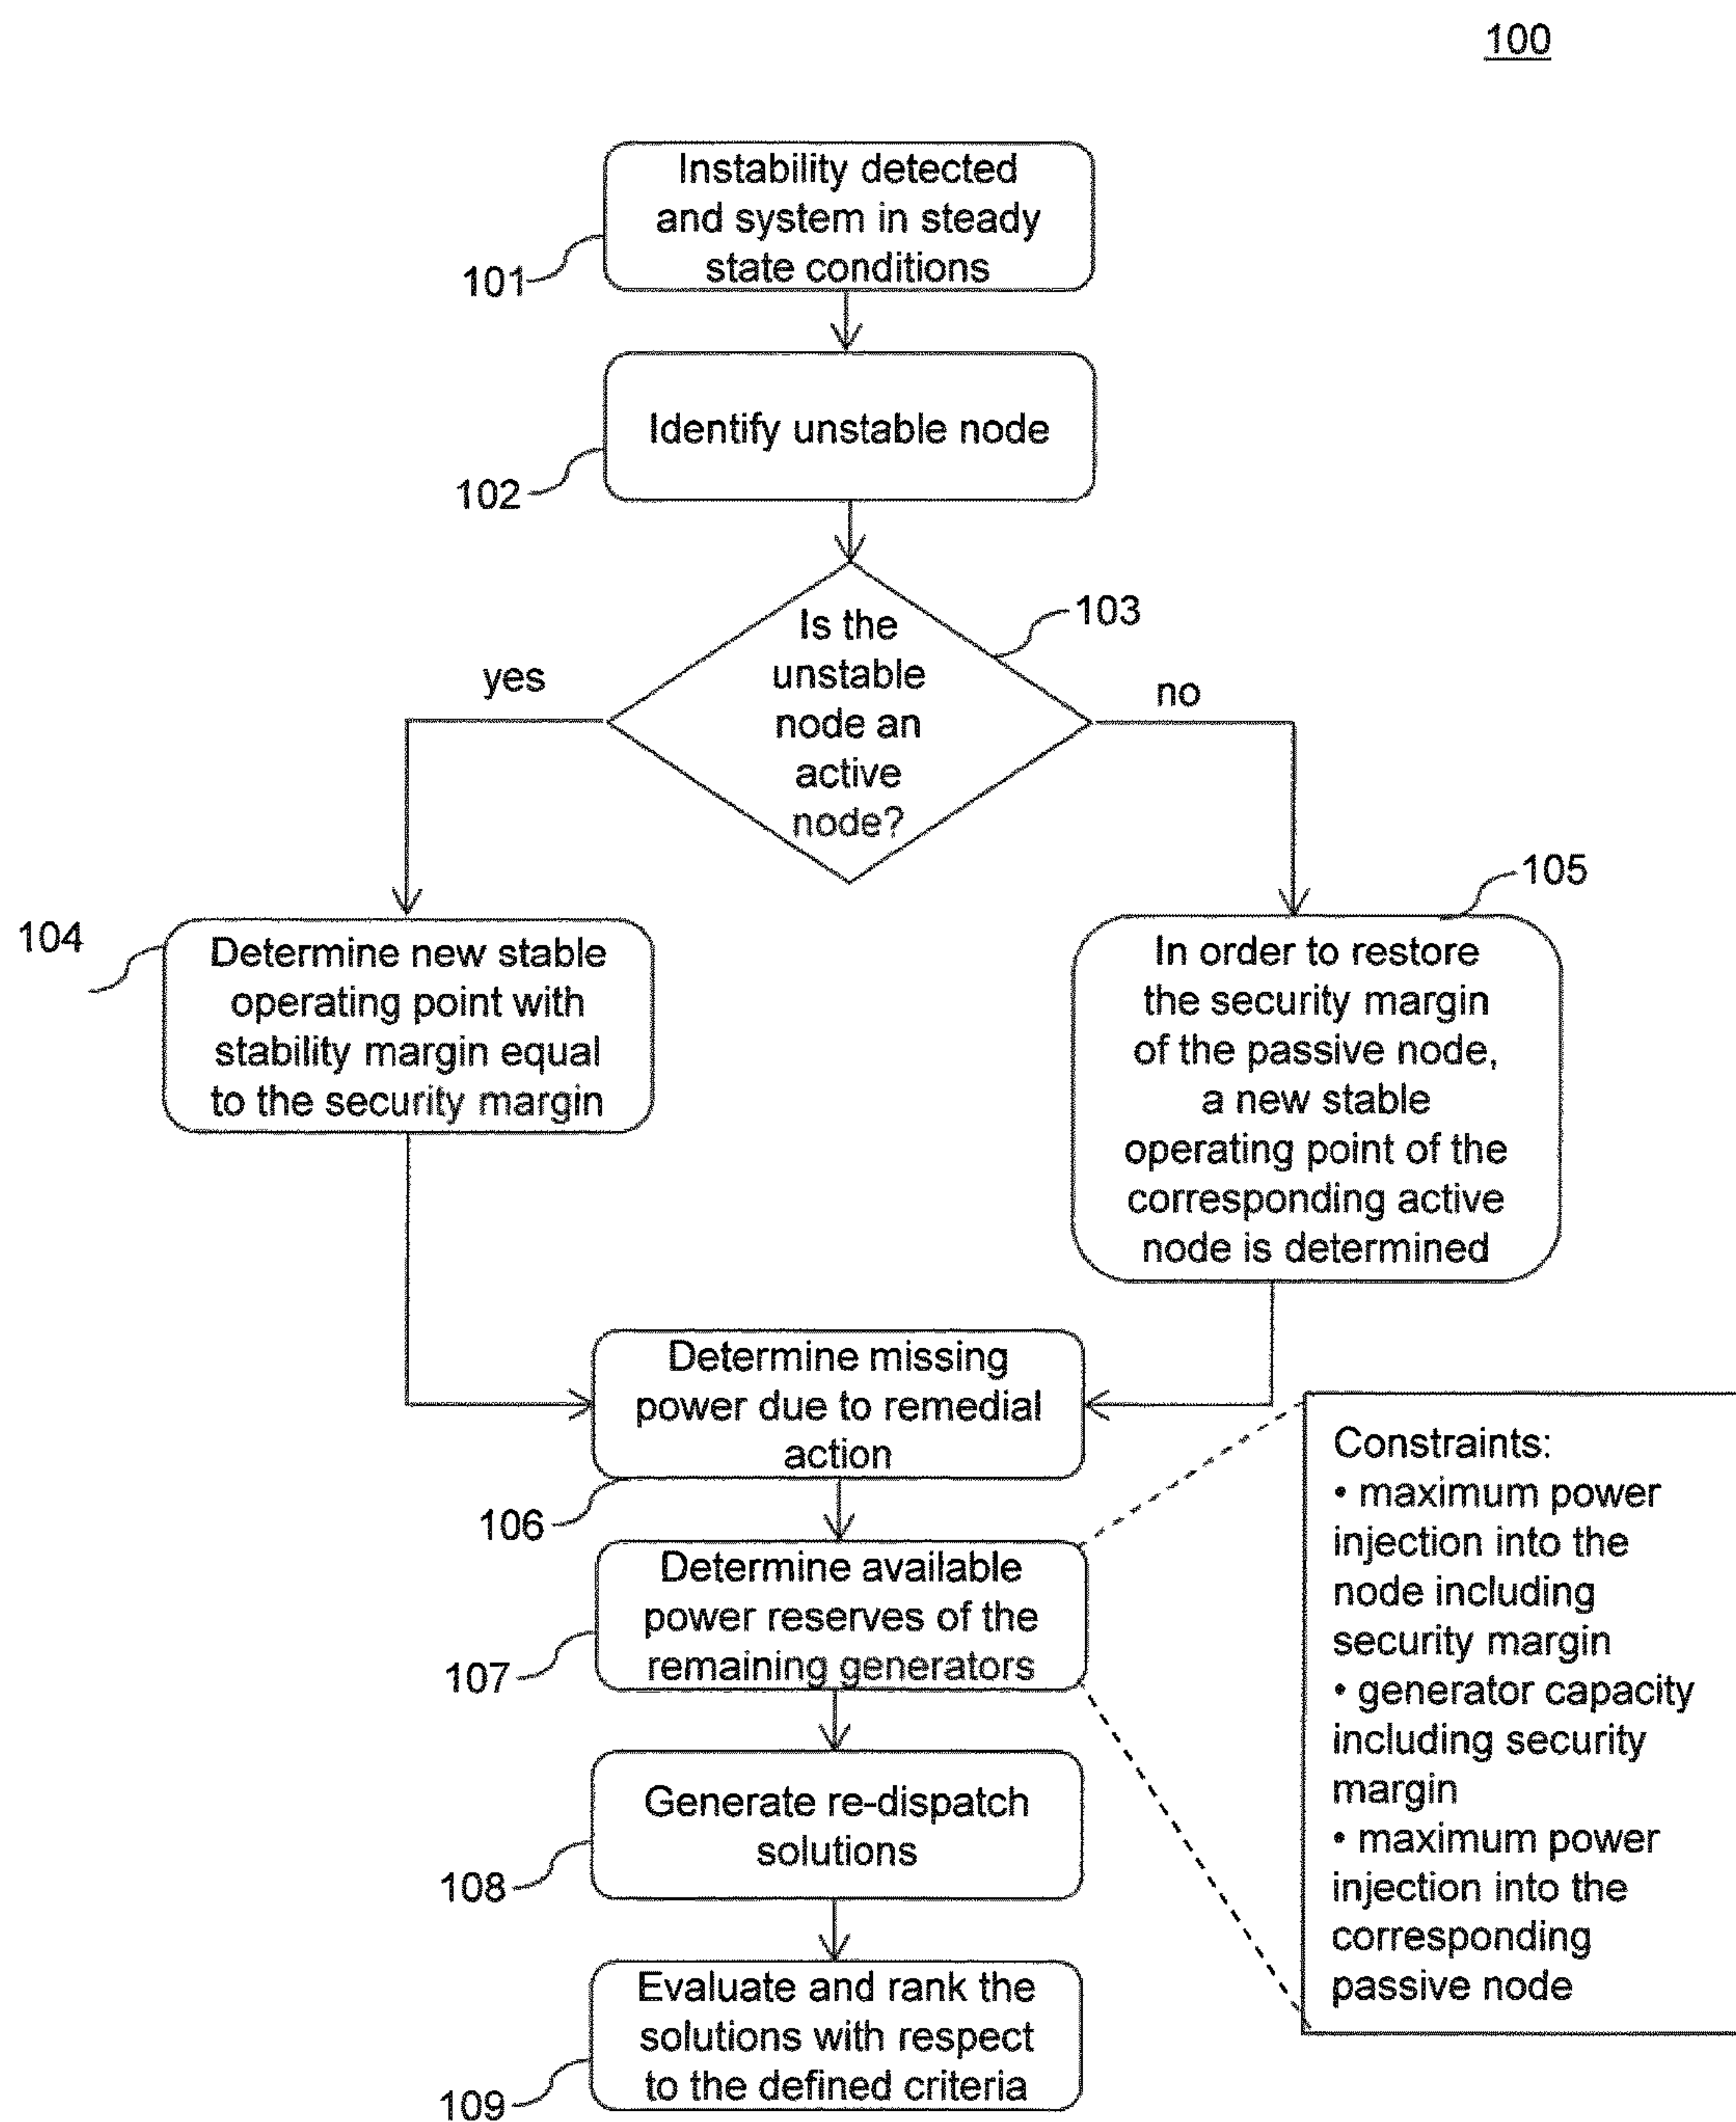 100
Instability detected
and system in steady
state conditions
101
Identify unstable node
102
Is the
unstable
node an
active
node?
103
yes
no
104
Determine new stable
operating point with
stability margin equal
to the security margin
105
In order to restore
the security margin
of the passive node,
a new stable
operating point of the
corresponding active
node is determined
Determine missing
power due to remedial
action
106
Determine available
power reserves of the
remaining generators
107
Constraints:
• maximum power
injection into the
node including
security margin
• generator capacity
including security
margin
• maximum power
injection into the
corresponding
passive node
Generate re-dispatch
solutions
108
Evaluate and rank the
solutions with respect
to the defined criteria
109